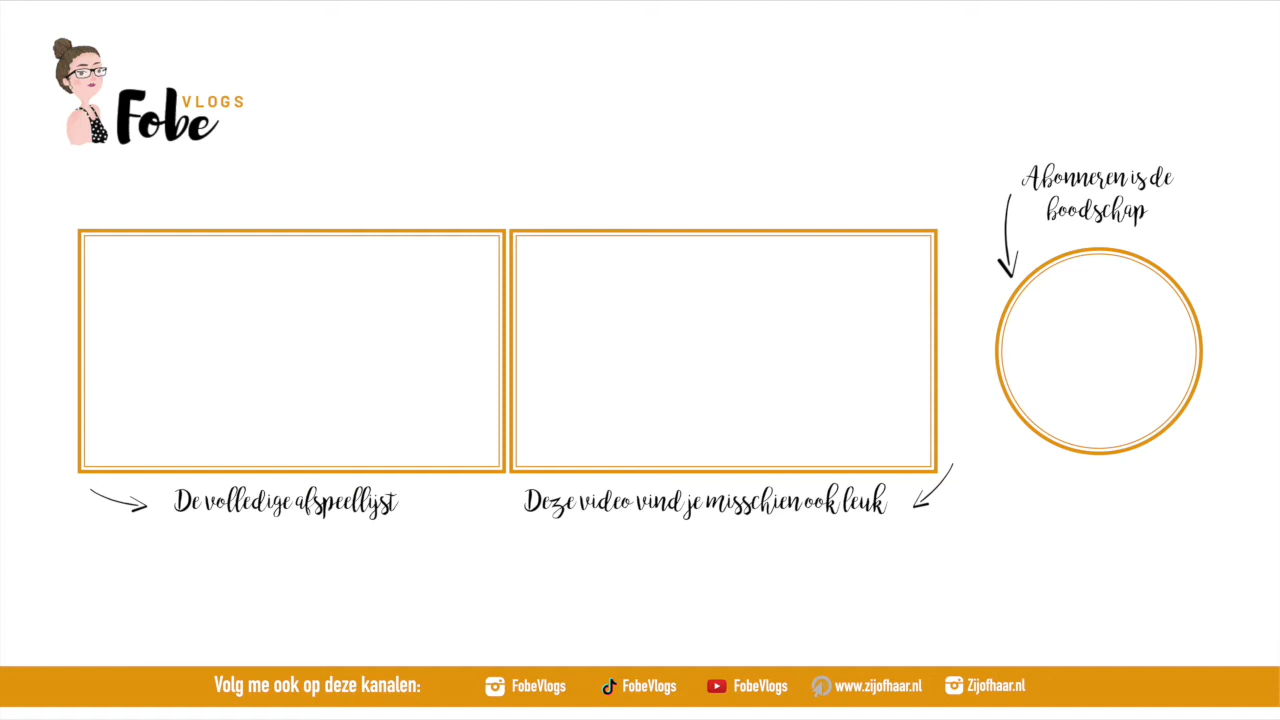 VLOGS
Fobe
Abonneren is de
boodschap
De volledige afspeellijst
Deze video vind je misschien ook leuk
Volg me ook op deze kanalen: FobeVlogs FobeVlogs FobeVlogs www.zijofhaar.nl Zijofhaar.nl